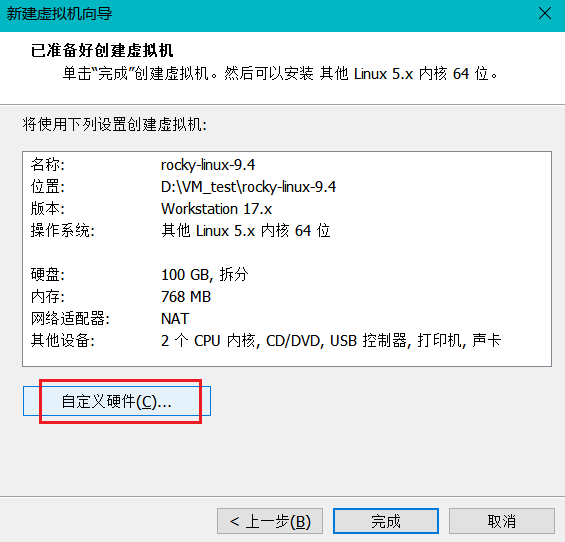 新建虚拟机向导
已准备好创建虚拟机
单击“完成”创建虚拟机。然后可以安装 其他 Linux 5.x 内核 64 位。
将使用下列设置创建虚拟机:
名称: rocky-linux-9.4
位置: D:\VM_test\rocky-linux-9.4
版本: Workstation 17.x
操作系统: 其他 Linux 5.x 内核 64 位
硬盘: 100 GB, 拆分
内存: 768 MB
网络适配器: NAT
其他设备: 2 个 CPU 内核, CD/DVD, USB 控制器, 打印机, 声卡
自定义硬件(C)...
< 上一步(B) 完成 取消